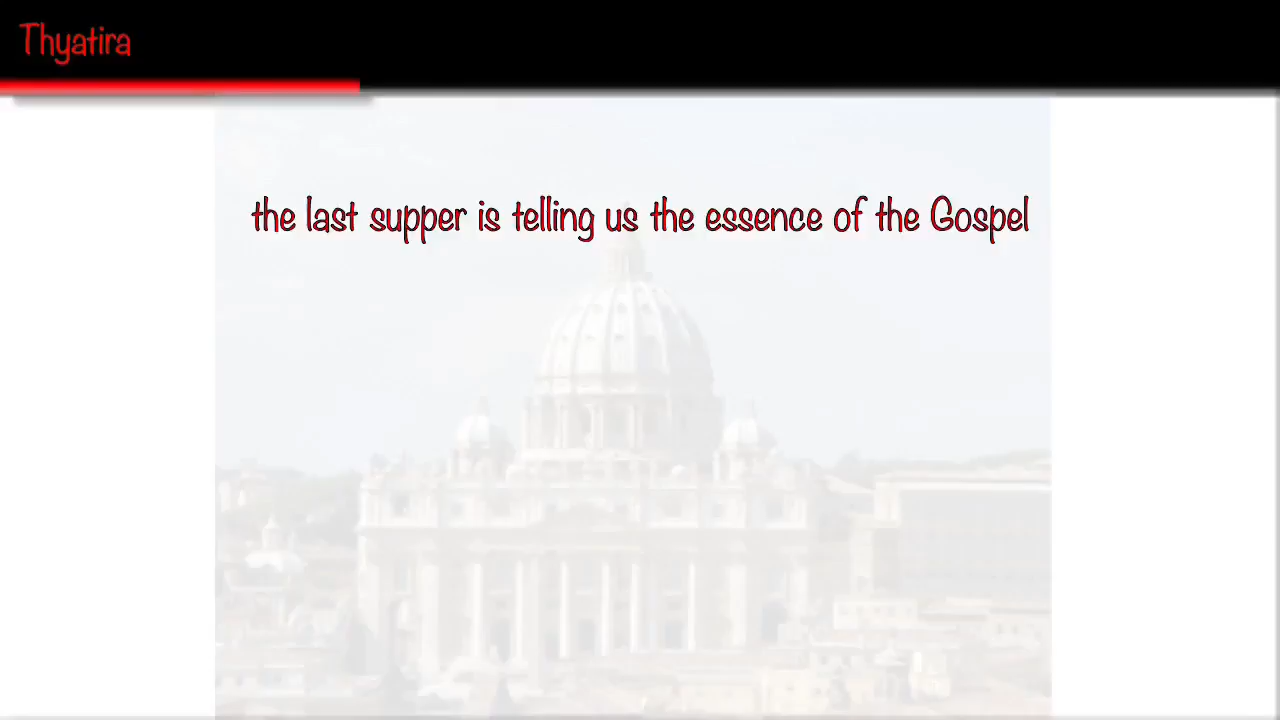 Thyatira
the last supper is telling us the essence of the Gospel